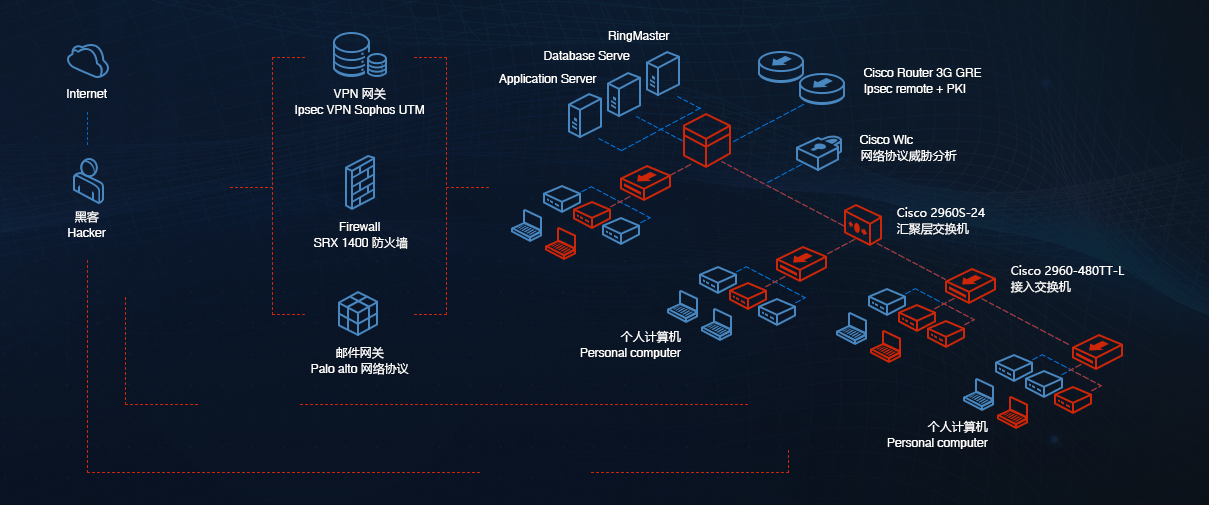 Internet
黑客
Hacker
VPN 网关
Ipsec VPN Sophos UTM
Firewall
SRX 1400 防火墙
邮件网关
Palo alto 网络协议
RingMaster
Database Serve
Application Server
Cisco Router 3G GRE
Ipsec remote + PKI
Cisco Wlc
网络协议威胁分析
Cisco 2960S-24
汇聚层交换机
Cisco 2960-480TT-L
接入交换机
个人计算机
Personal computer
个人计算机
Personal computer